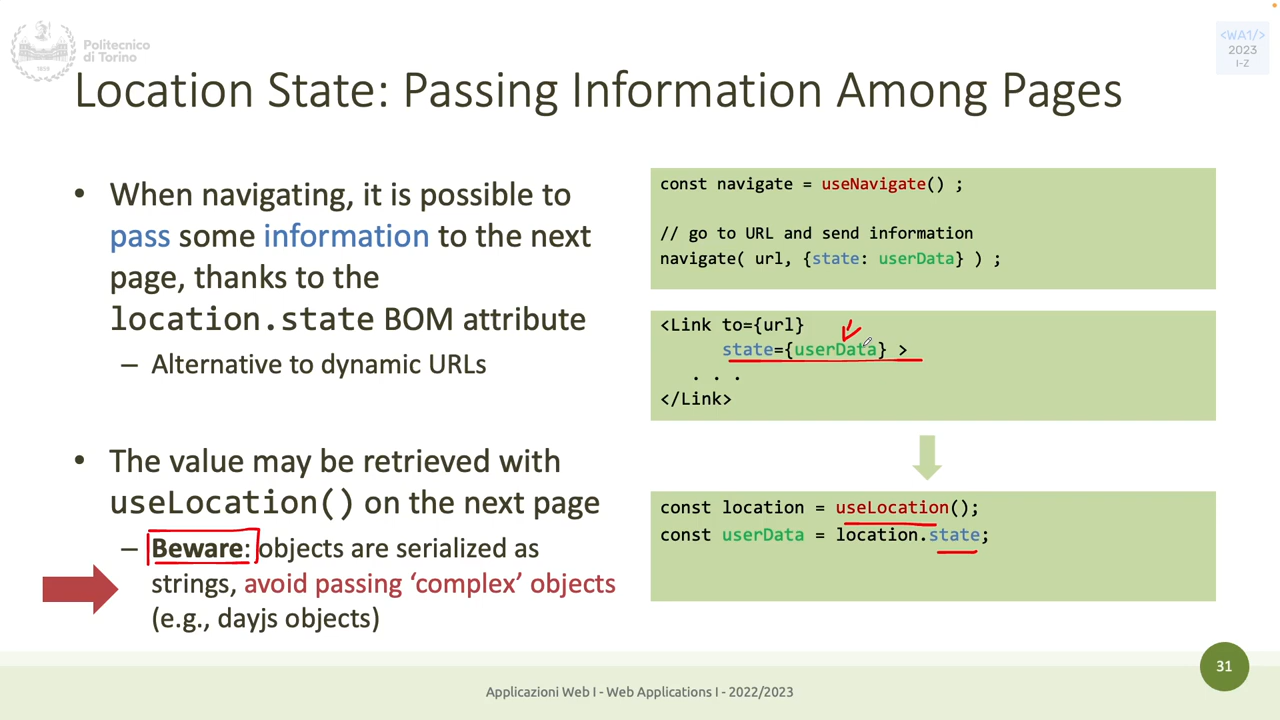 Politecnico
di Torino
1859
<WA1/>
2023
I-Z
Location State: Passing Information Among Pages
• When navigating, it is possible to
pass some information to the next
page, thanks to the
location.state BOM attribute
– Alternative to dynamic URLs
• The value may be retrieved with
useLocation() on the next page
– Beware: objects are serialized as
strings, avoid passing ‘complex’ objects
(e.g., dayjs objects)
const navigate = useNavigate() ;
// go to URL and send information
navigate( url, {state: userData} ) ;
<Link to={url}
state={userData} >
. . .
</Link>
const location = useLocation();
const userData = location.state;
31
Applicazioni Web I - Web Applications I - 2022/2023